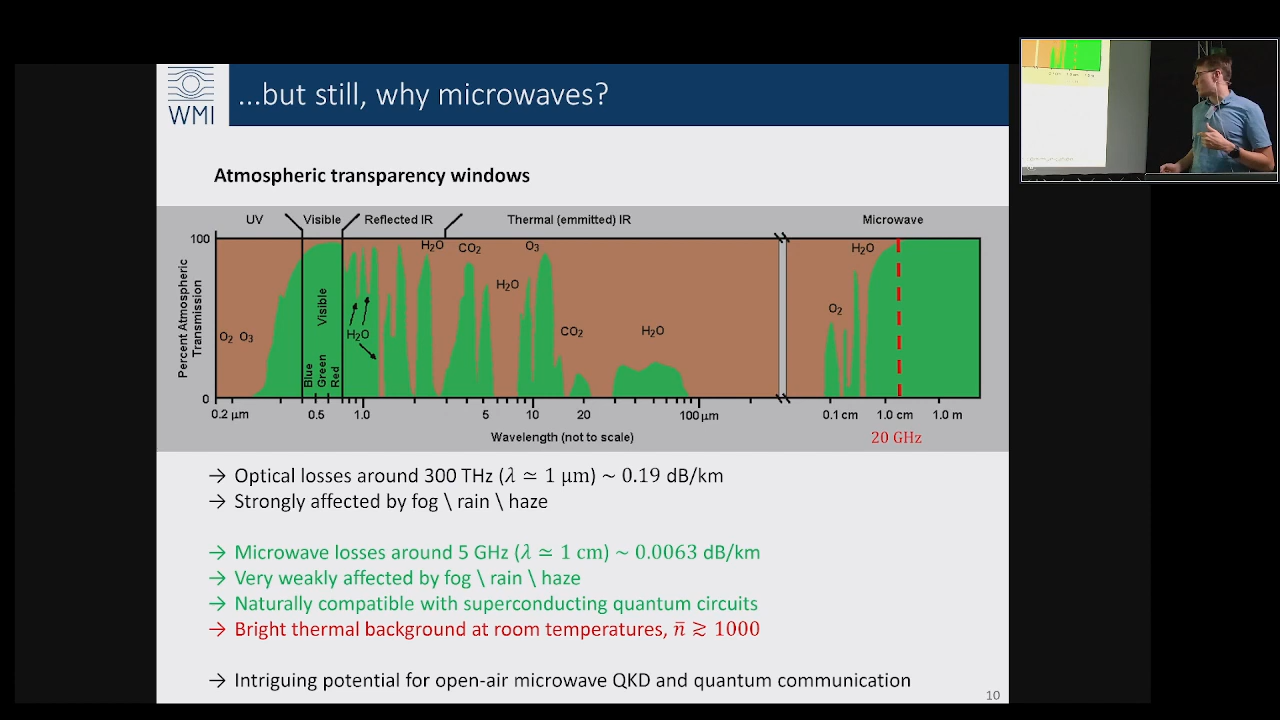 WMI
...but still, why microwaves?
Atmospheric transparency windows
UV Visible Reflected IR Thermal (emmitted) IR Microwave
100
Percent Atmospheric Transmission
0
O₂ O₃
Blue
Green
Red
Visible
H₂O
H₂O
CO₂
H₂O
O₃
CO₂
H₂O
O₂
H₂O
0.2 µm 0.5 1.0 5 10 20 100µm 0.1 cm 1.0 cm 1.0 m
Wavelength (not to scale)
20 GHz
→ Optical losses around 300 THz (λ ≃ 1 µm) ~ 0.19 dB/km
→ Strongly affected by fog \ rain \ haze
→ Microwave losses around 5 GHz (λ ≃ 1 cm) ~ 0.0063 dB/km
→ Very weakly affected by fog \ rain \ haze
→ Naturally compatible with superconducting quantum circuits
→ Bright thermal background at room temperatures, n̄ ≳ 1000
→ Intriguing potential for open-air microwave QKD and quantum communication
10